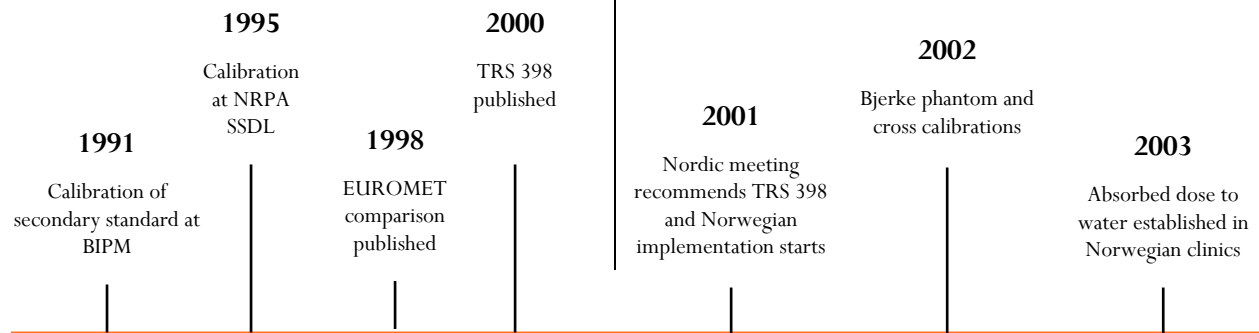 1991
Calibration of
secondary standard at
BIPM
1995
Calibration
at NRPA
SSDL
1998
EUROMET
comparison
published
2000
TRS 398
published
2001
Nordic meeting
recommends TRS 398
and Norwegian
implementation starts
2002
Bjerke phantom and
cross calibrations
2003
Absorbed dose to
water established in
Norwegian clinics